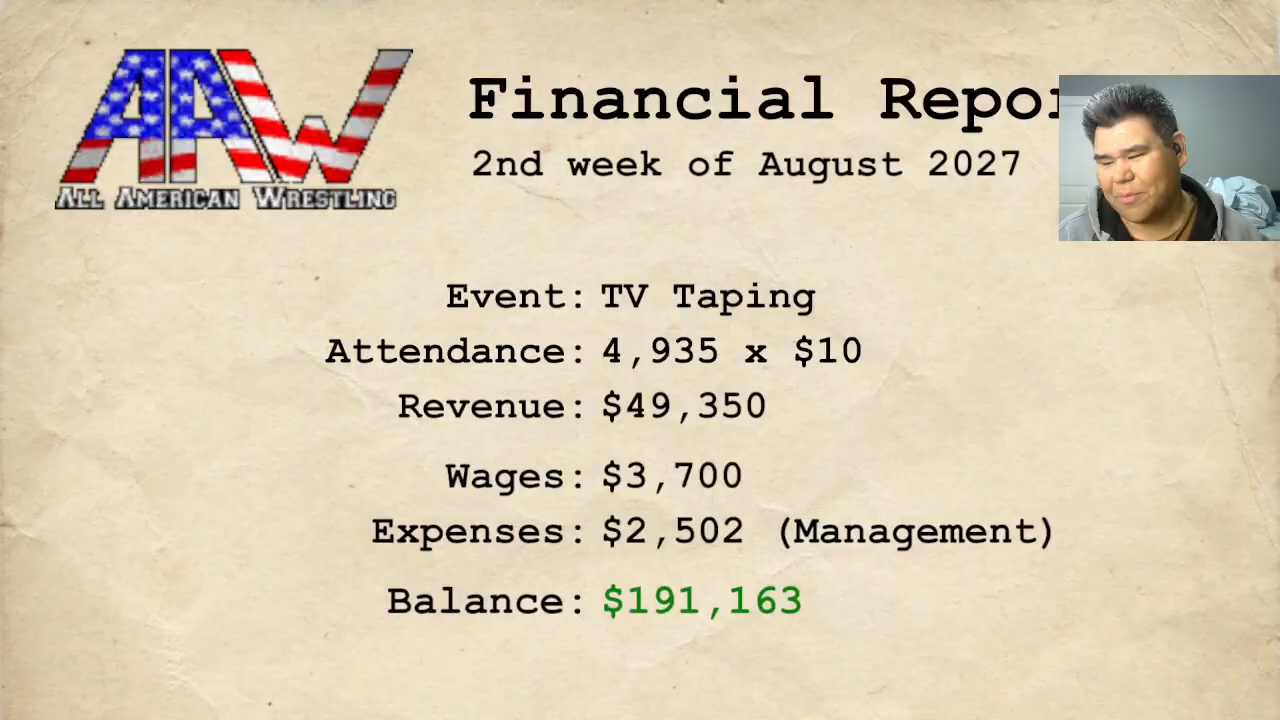 AAW
ALL AMERICAN WRESTLING
Financial Repor
2nd week of August 2027
Event: TV Taping
Attendance: 4,935 x $10
Revenue: $49,350
Wages: $3,700
Expenses: $2,502 (Management)
Balance: $191,163